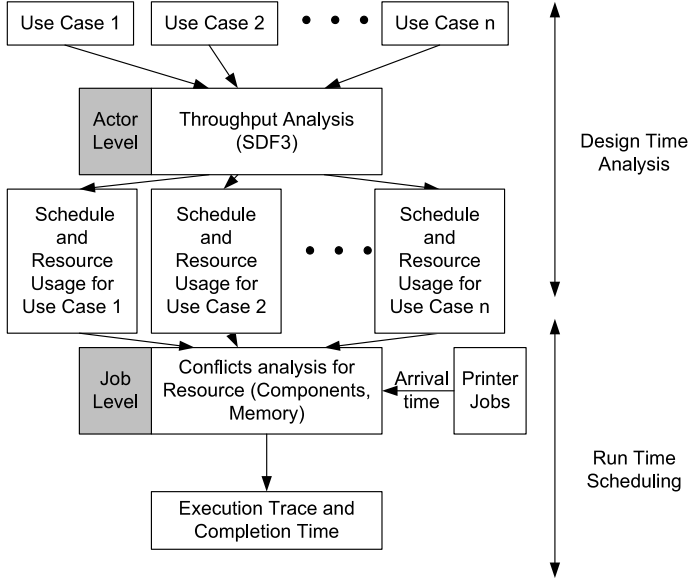 Use Case 1
Use Case 2
• • •
Use Case n
Actor
Level
Throughput Analysis
(SDF3)
Design Time
Analysis
Schedule
and
Resource
Usage for
Use Case 1
Schedule
and
Resource
Usage for
Use Case 2
• • •
Schedule
and
Resource
Usage for
Use Case n
Job
Level
Conflicts analysis for
Resource (Components,
Memory)
Arrival
time
Printer
Jobs
Run Time
Scheduling
Execution Trace and
Completion Time